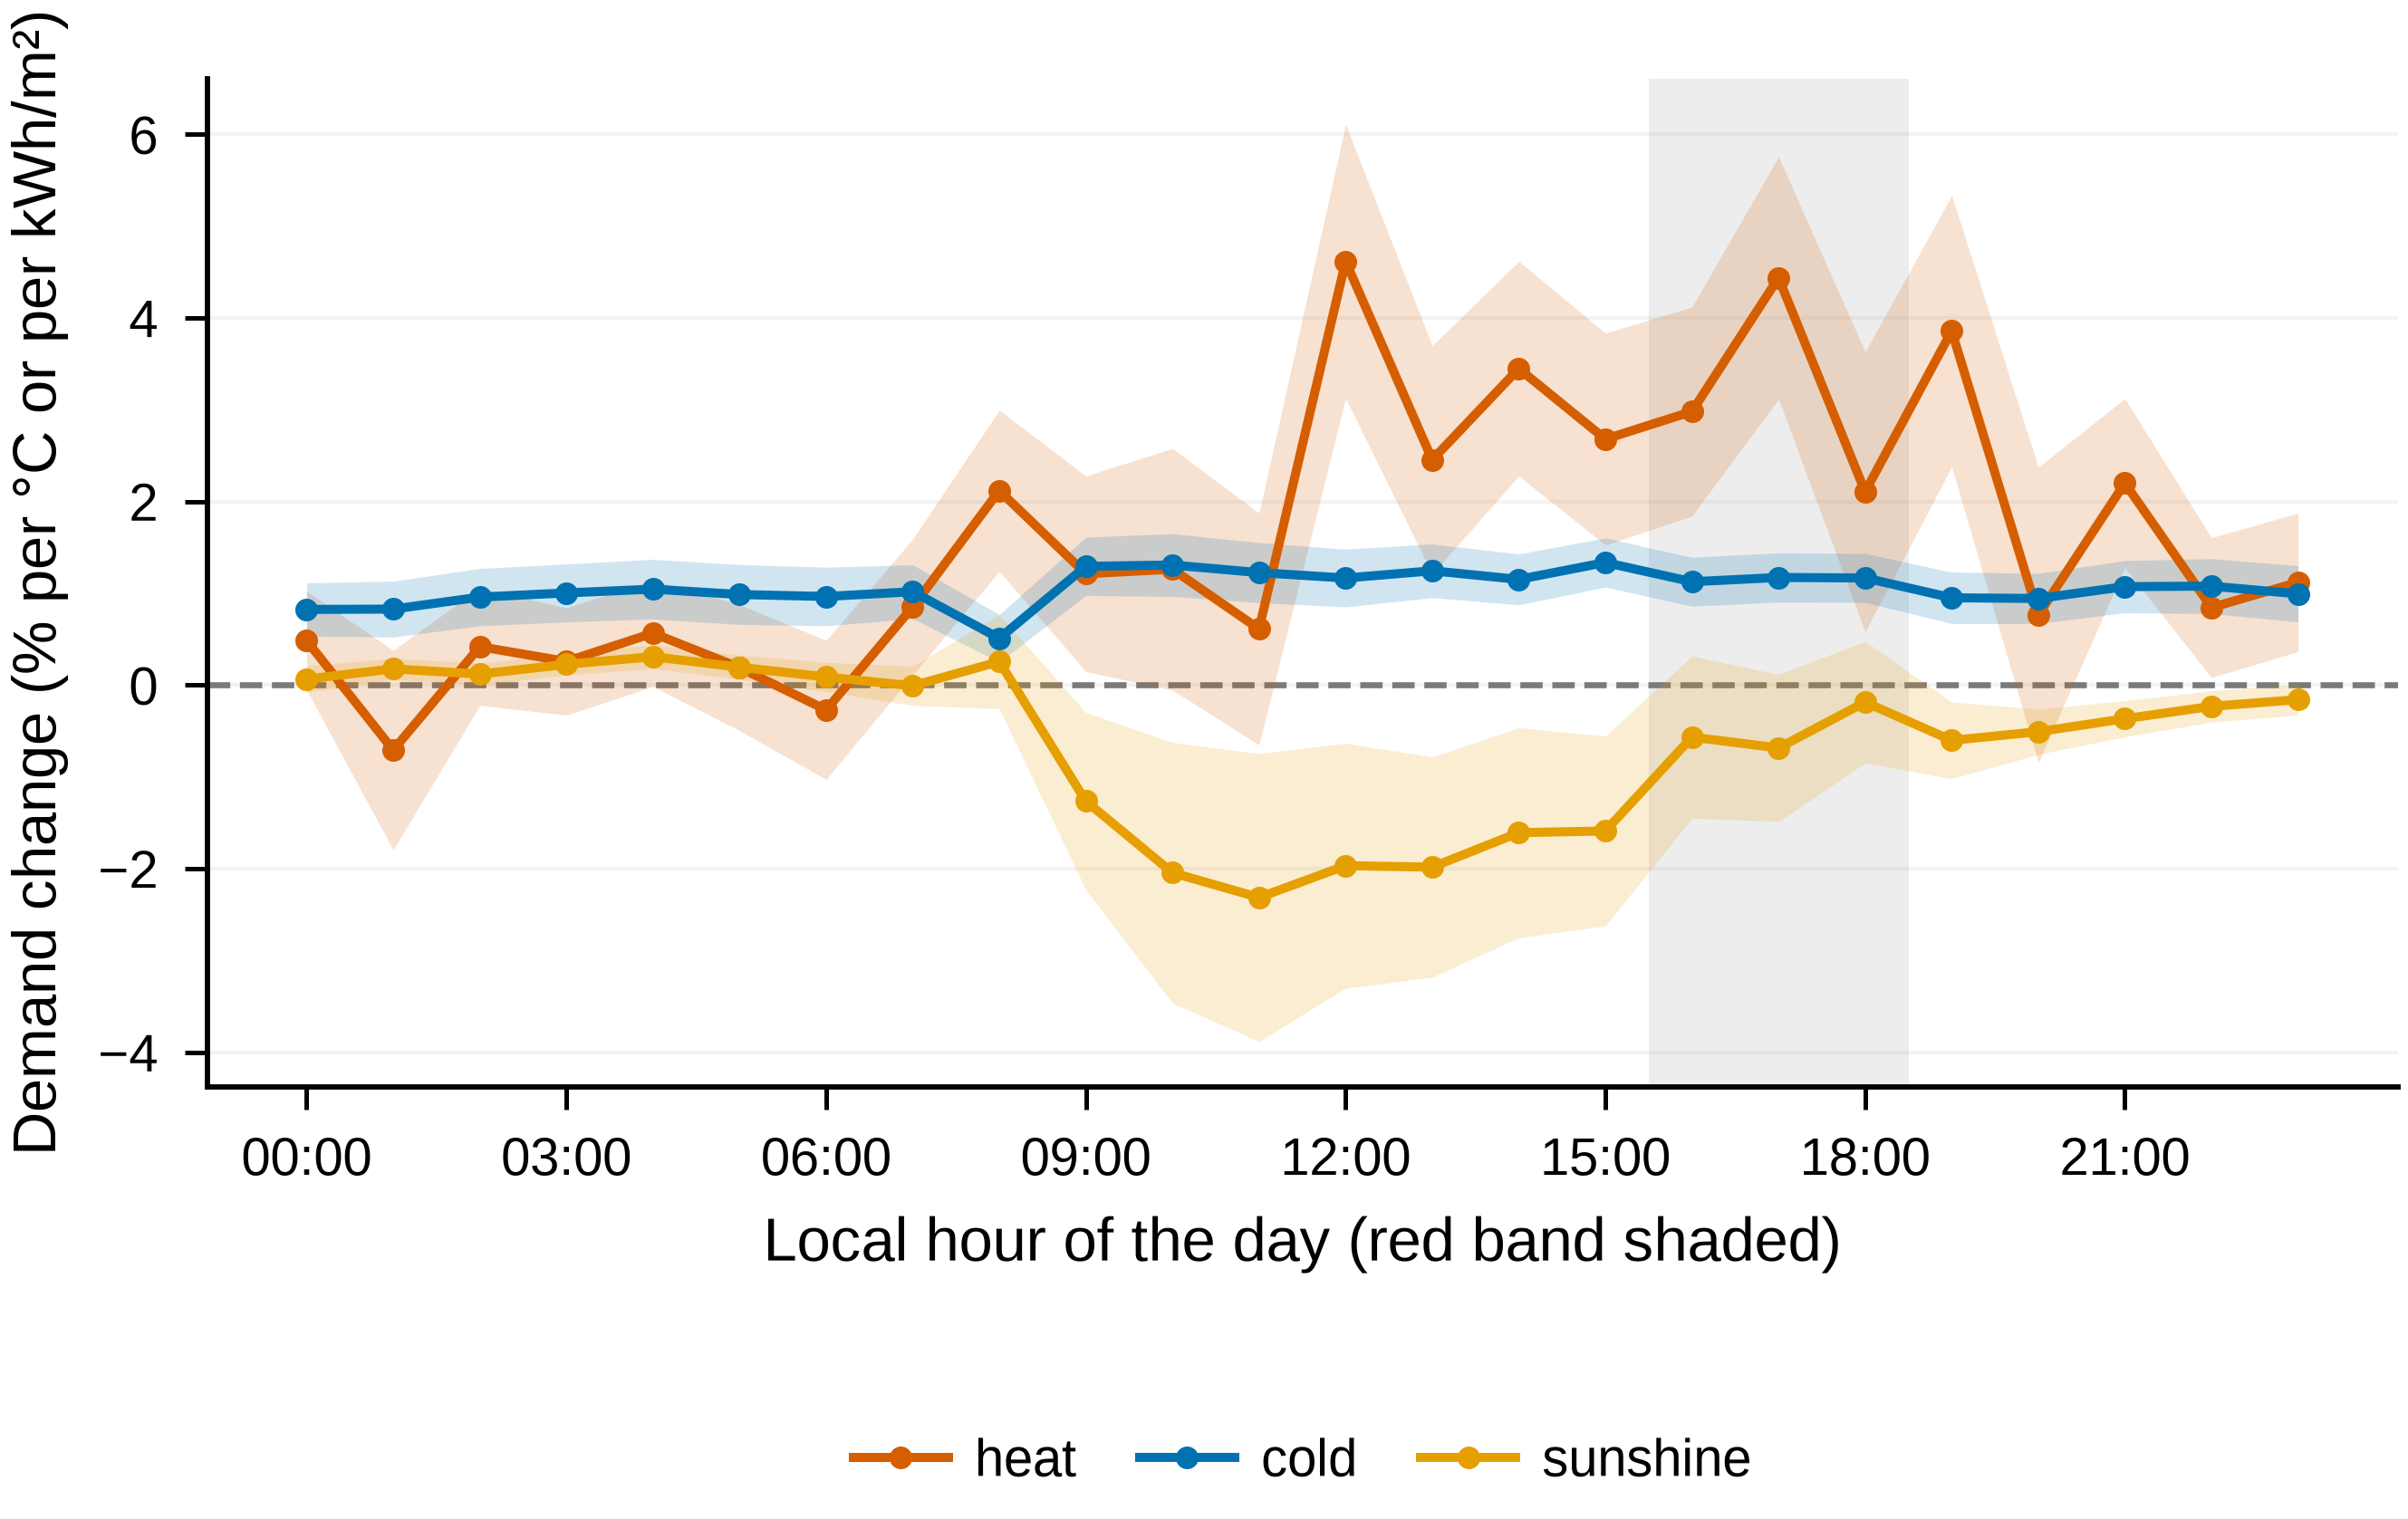 Demand change (% per °C or per kWh/m²)
6
4
2
0
−2
−4
00:00 03:00 06:00 09:00 12:00 15:00 18:00 21:00
Local hour of the day (red band shaded)
heat cold sunshine